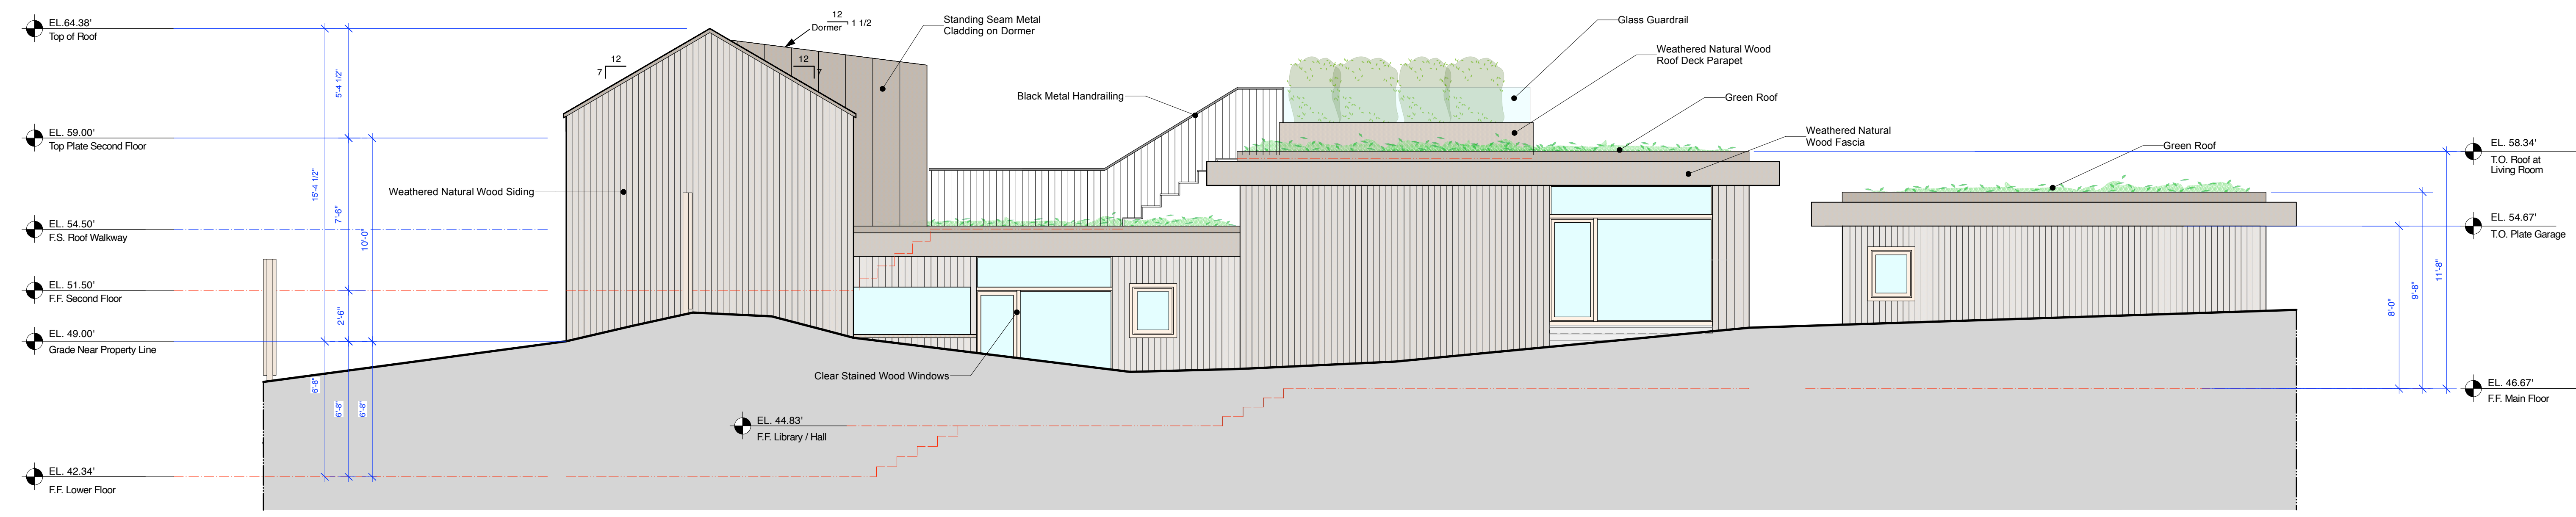 EL.64.38'
Top of Roof
EL. 59.00'
Top Plate Second Floor
EL. 54.50'
F.S. Roof Walkway
EL. 51.50'
F.F. Second Floor
EL. 49.00'
Grade Near Property Line
EL. 42.34'
F.F. Lower Floor
5'-4 1/2"
15'-4 1/2"
7'-6"
10'-0"
2'-6"
6'-8"
6'-8"
6'-8"
12
7
12
7
12
1 1/2
Dormer
Standing Seam Metal
Cladding on Dormer
Weathered Natural Wood Siding
Black Metal Handrailing
Clear Stained Wood Windows
EL. 44.83'
F.F. Library / Hall
Glass Guardrail
Weathered Natural Wood
Roof Deck Parapet
Green Roof
Weathered Natural
Wood Fascia
Green Roof
EL. 58.34'
T.O. Roof at
Living Room
EL. 54.67'
T.O. Plate Garage
8'-0"
9'-8"
11'-8"
EL. 46.67'
F.F. Main Floor